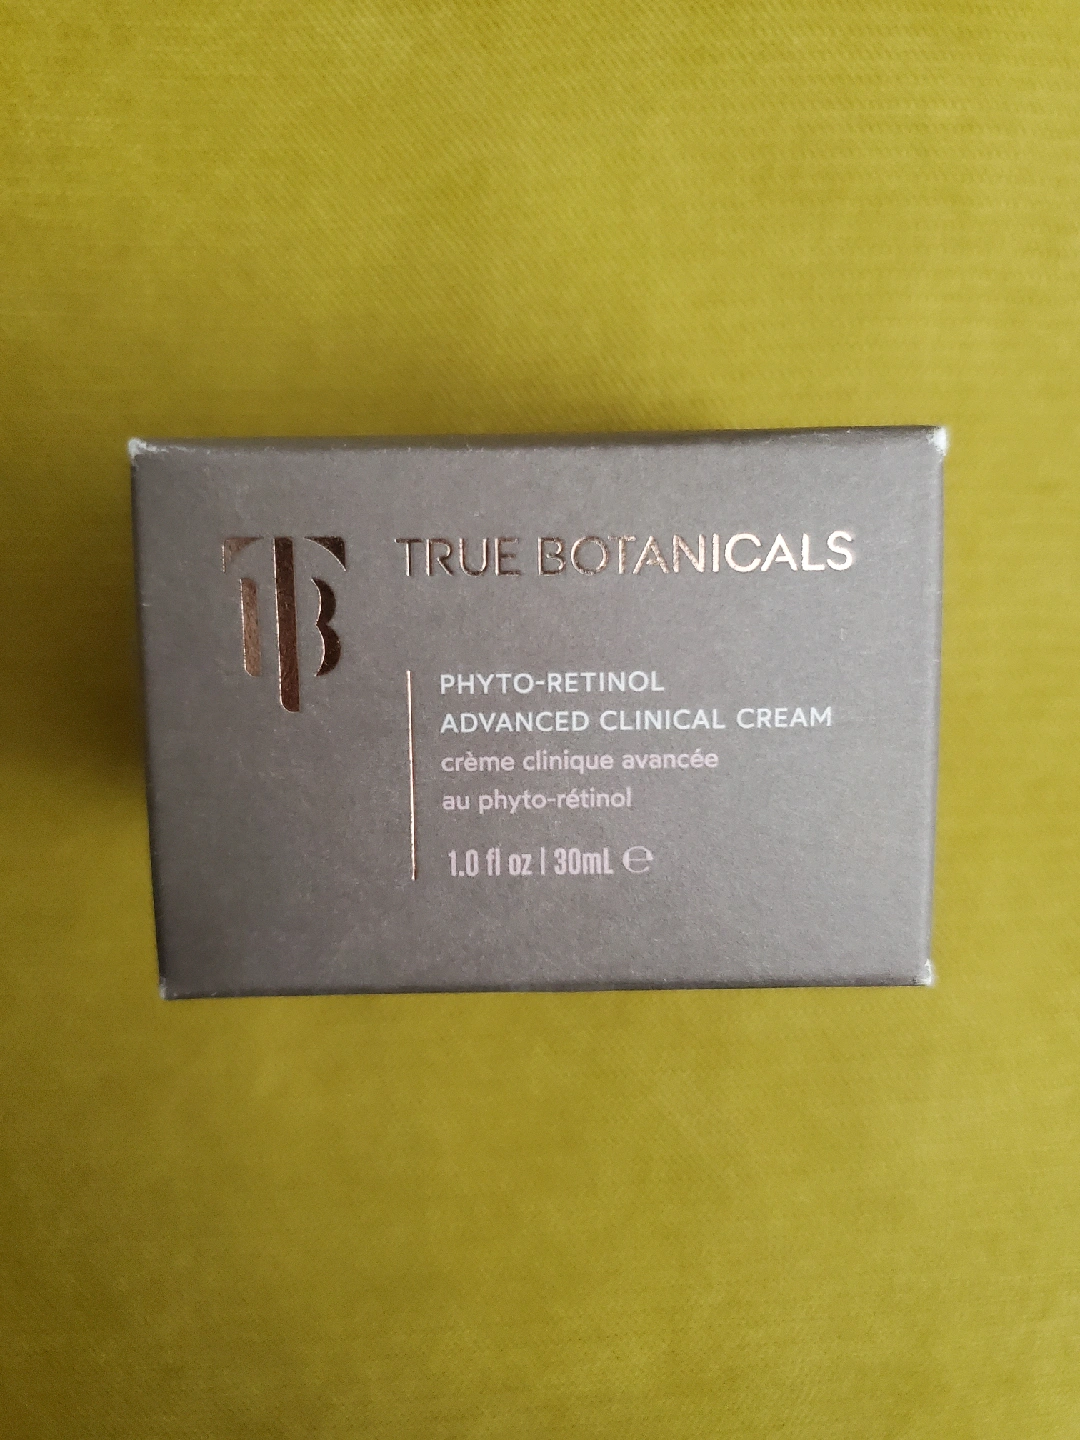 TB
TRUE BOTANICALS
PHYTO-RETINOL
ADVANCED CLINICAL CREAM
crème clinique avancée
au phyto-rétinol
1.0 fl oz | 30mL ℮